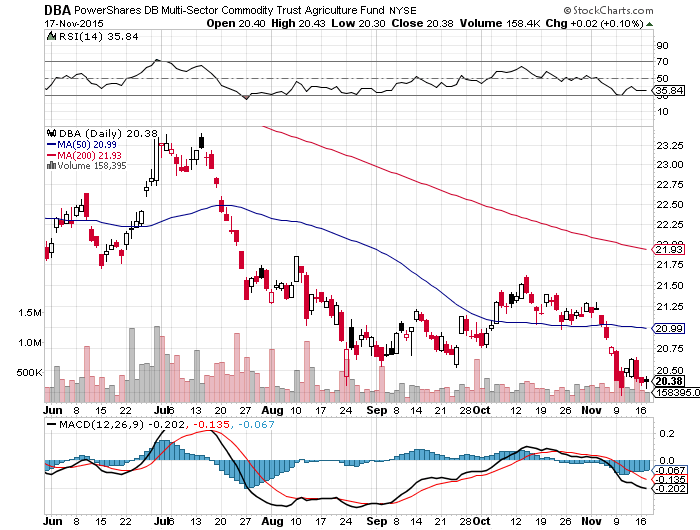 DBA PowerShares DB Multi-Sector Commodity Trust Agriculture Fund NYSE © StockCharts.com
17-Nov-2015 Open 20.40 High 20.43 Low 20.30 Close 20.38 Volume 158.4K Chg +0.02 (+0.10%)
RSI(14) 35.84
90
70
50
35.84
30
10
DBA (Daily) 20.38
MA(50) 20.99
MA(200) 21.93
Volume 158,395
23.25
23.00
22.75
22.50
22.25
22.00
21.93
21.75
21.50
21.25
20.99
20.75
20.50
20.38
158395.0
1.5M
1.0M
500K
Jun 8 15 22 Jul 6 13 20 27 Aug 10 17 24 Sep 8 14 21 28 Oct 12 19 26 Nov 9 16
MACD(12,26,9) -0.202, -0.135, -0.067
0.2
0.0
-0.067
-0.135
-0.202
Jun 8 15 22 Jul 6 13 20 27 Aug 10 17 24 Sep 8 14 21 28 Oct 12 19 26 Nov 9 16